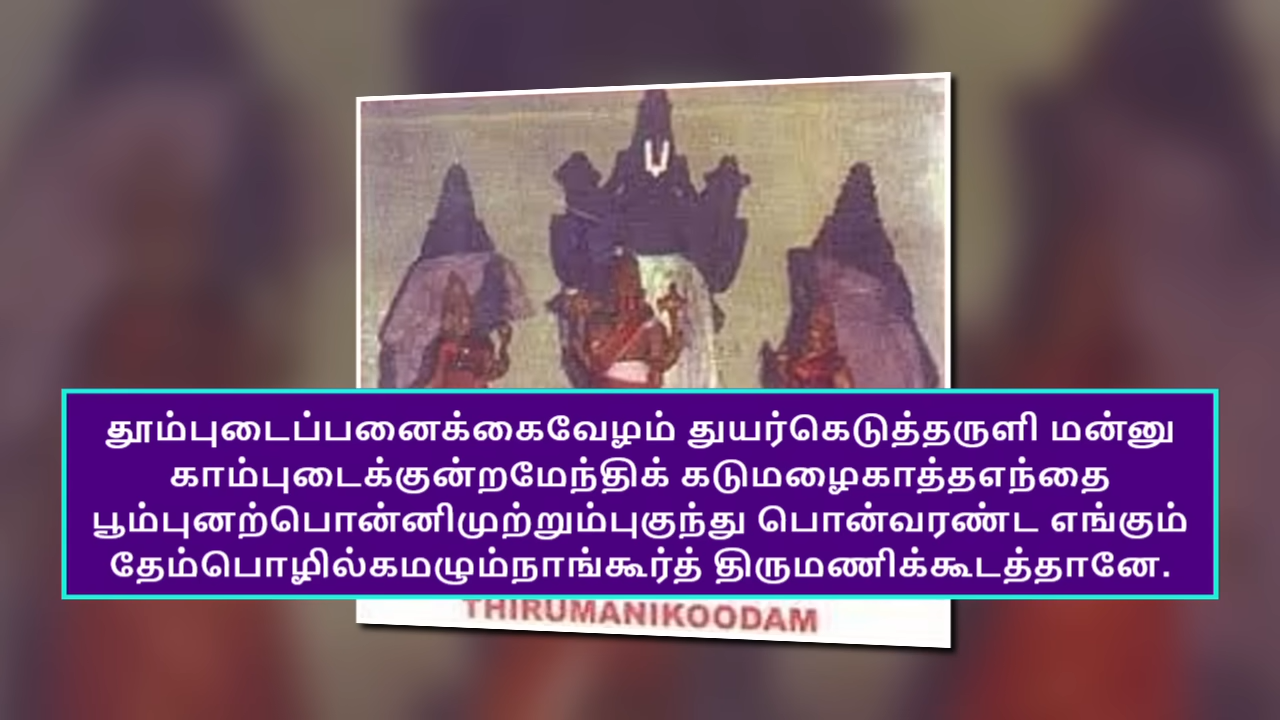 தூம்புடைப்பனைக்கைவேழம் துயர்கெடுத்தருளி மன்னு
காம்புடைக்குன்றமேந்திக் கடுமழைகாத்தஎந்தை
பூம்புனற்பொன்னிமுற்றும்புகுந்து பொன்வரண்ட எங்கும்
தேம்பொழில்கமழும்நாங்கூர்த் திருமணிக்கூடத்தானே.
THIRUMANIKOODAM